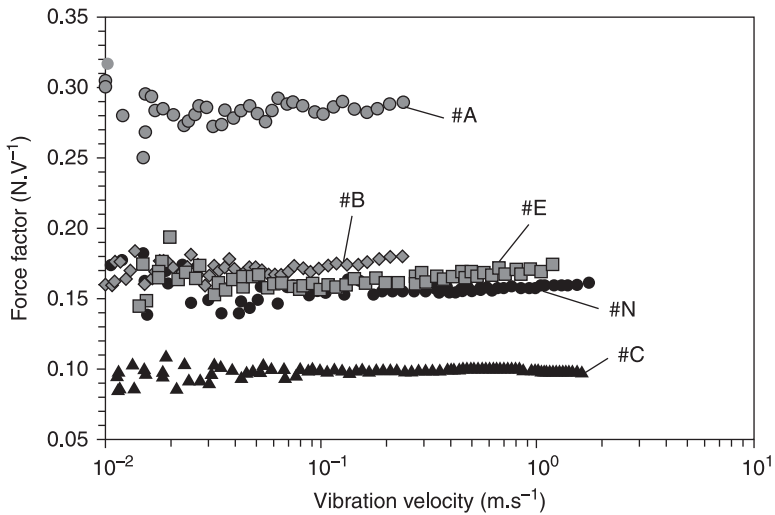 0.35
0.30
0.25
0.20
0.15
0.10
0.05
Force factor (N.V⁻¹)
#A
#B
#E
#N
#C
10⁻² 10⁻¹ 10⁰ 10¹
Vibration velocity (m.s⁻¹)